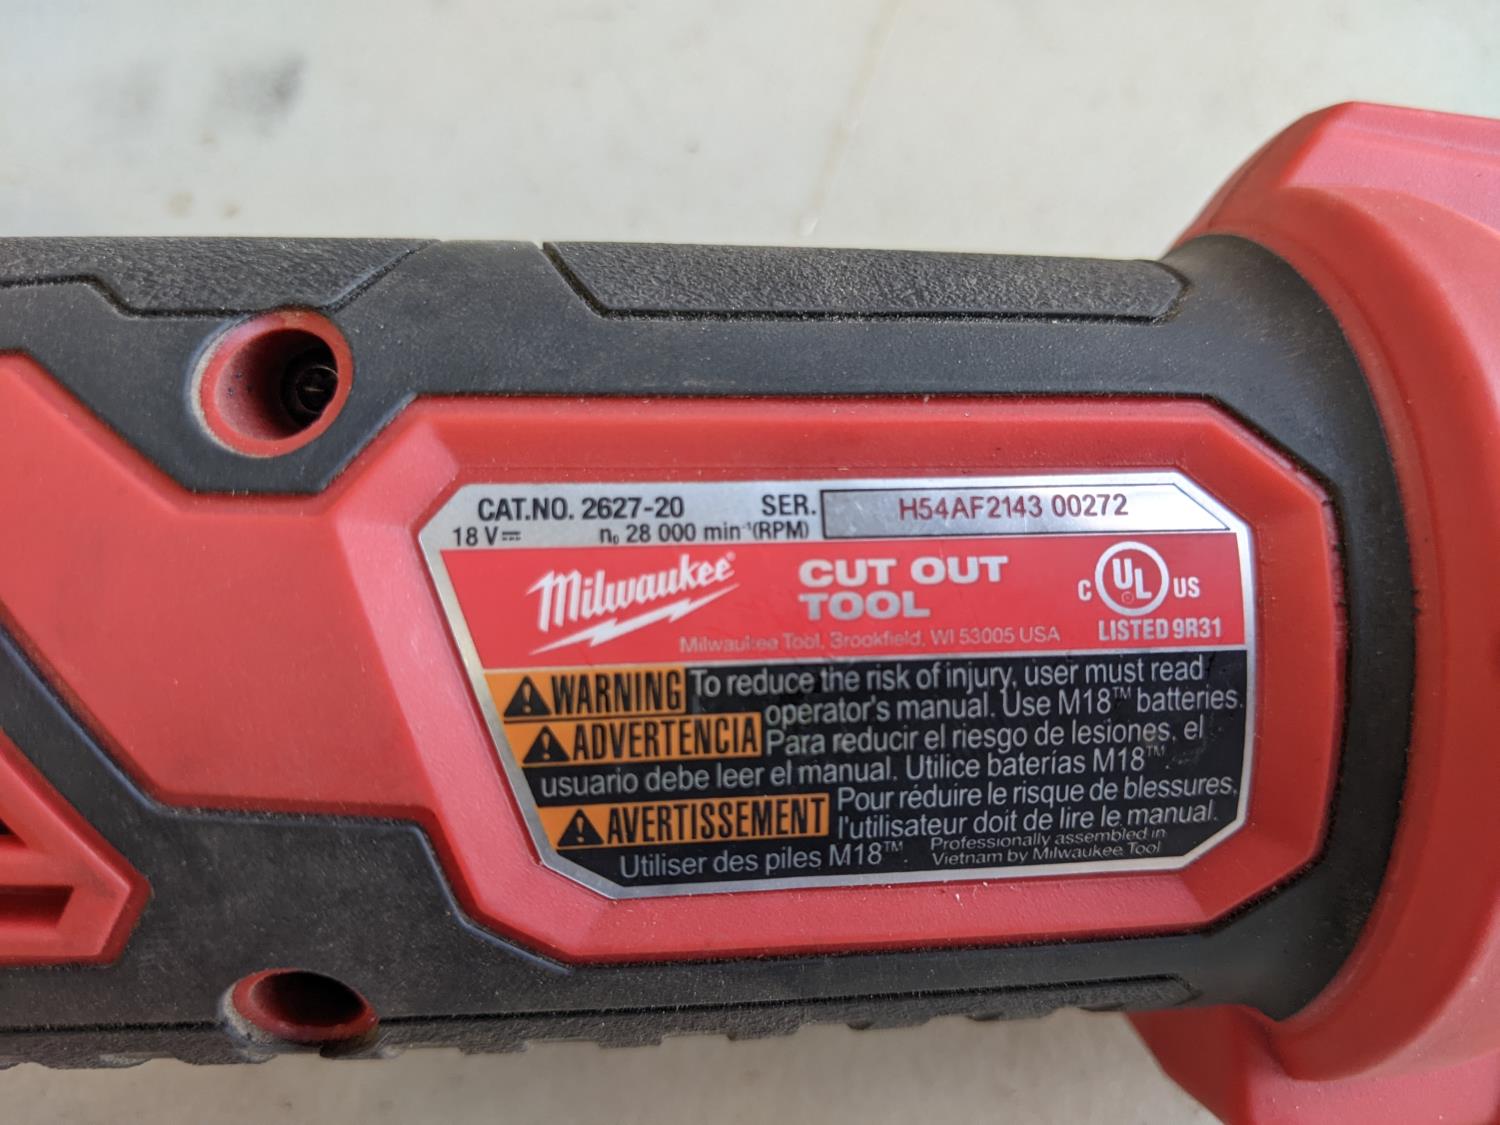 CAT.NO. 2627-20 SER. H54AF2143 00272
18 V⎓ n₀ 28 000 min⁻¹(RPM)
Milwaukee®
CUT OUT
TOOL
Milwaukee Tool, Brookfield, WI 53005 USA
C UL US
LISTED 9R31
WARNING To reduce the risk of injury, user must read
operator's manual. Use M18™ batteries.
ADVERTENCIA Para reducir el riesgo de lesiones, el
usuario debe leer el manual. Utilice baterías M18™.
AVERTISSEMENT Pour réduire le risque de blessures,
l'utilisateur doit de lire le manual.
Utiliser des piles M18™.
Professionally assembled in
Vietnam by Milwaukee Tool